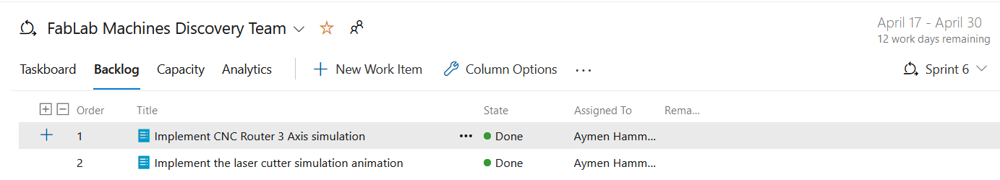 FabLab Machines Discovery Team
April 17 - April 30
12 work days remaining
Taskboard Backlog Capacity Analytics New Work Item Column Options ... Sprint 6
Order Title State Assigned To Rema...
1 Implement CNC Router 3 Axis simulation ... Done Aymen Hamm...
2 Implement the laser cutter simulation animation Done Aymen Hamm...